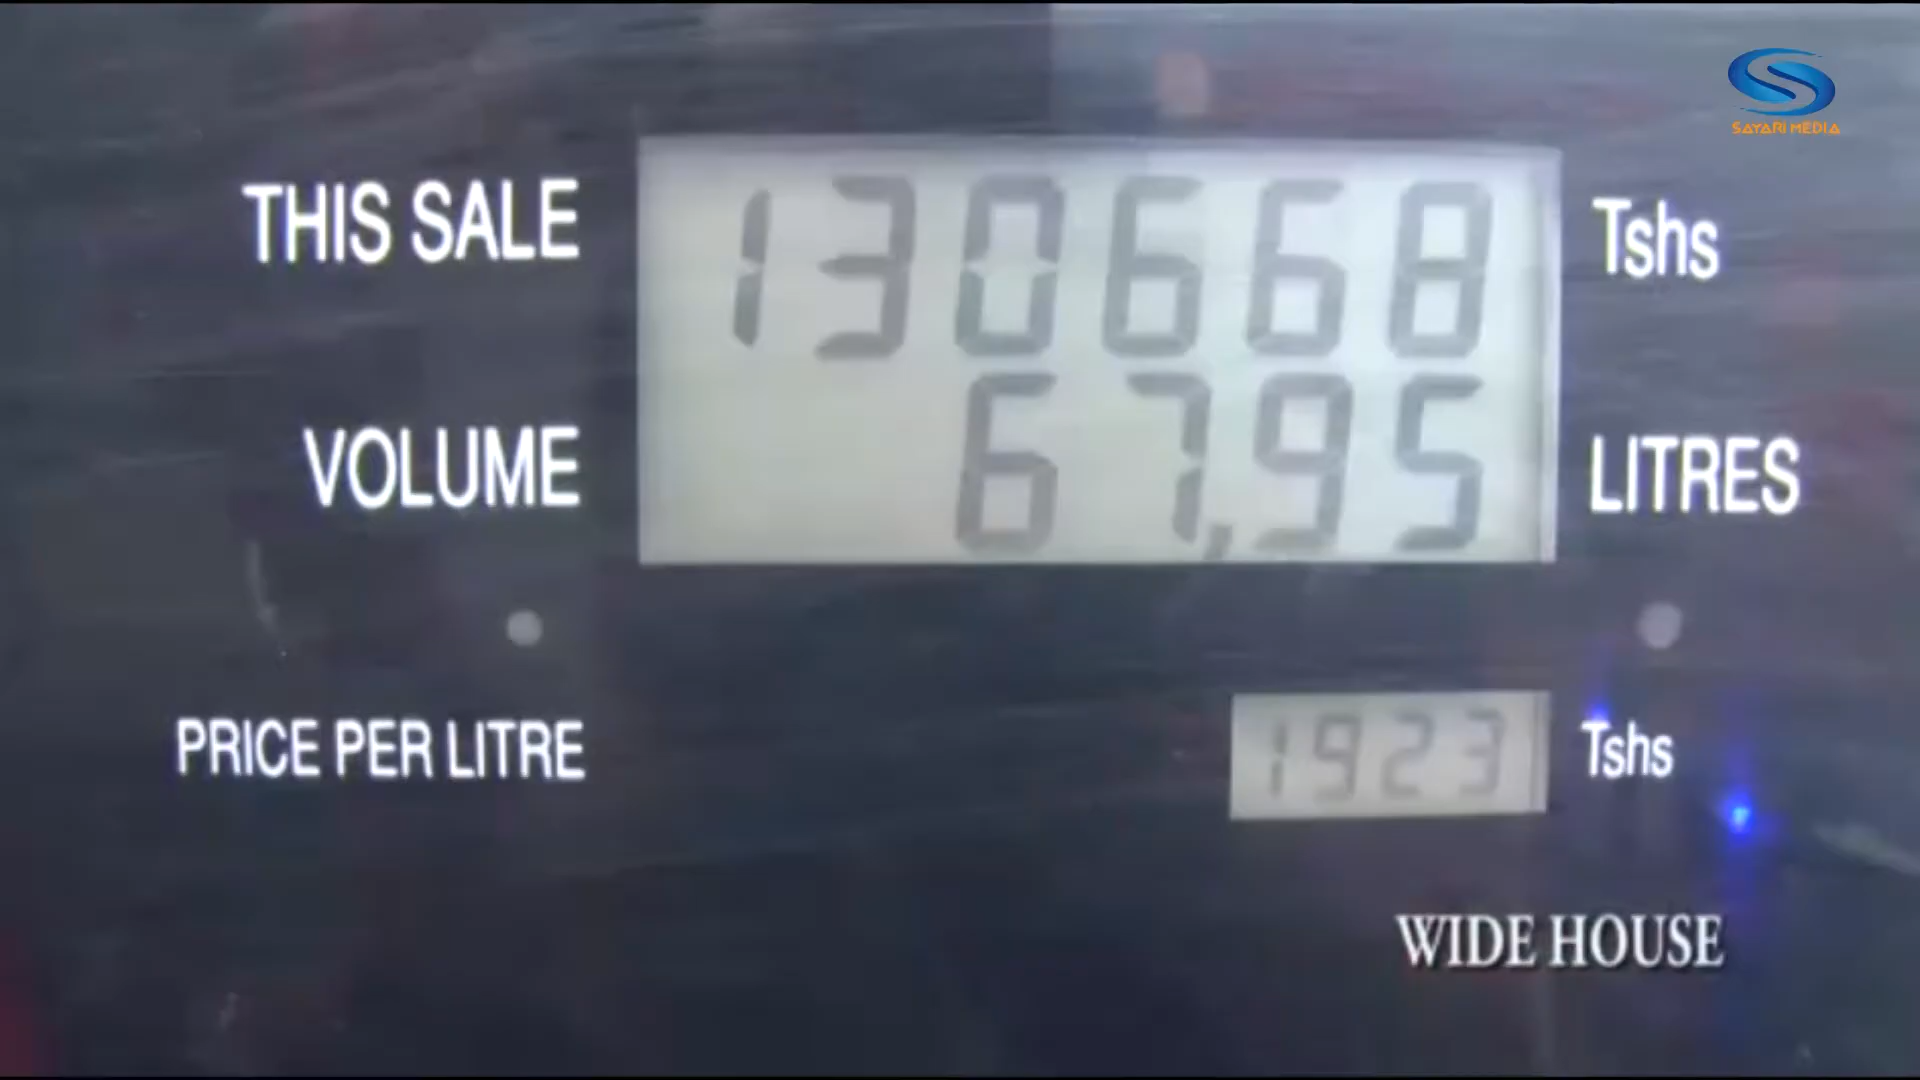 SAYARI MEDIA
THIS SALE 130668 Tshs
VOLUME 67,95 LITRES
PRICE PER LITRE 1923 Tshs
WIDE HOUSE